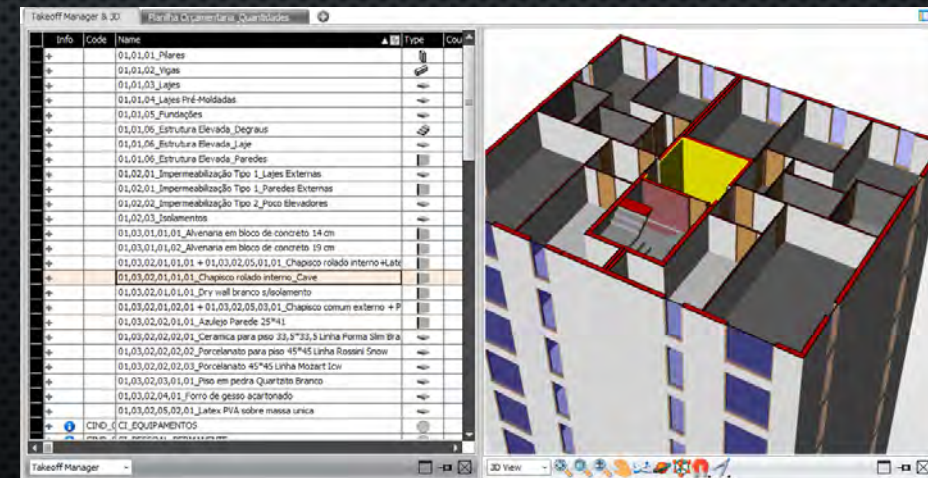 Takeoff Manager & 3D
Planilha Orçamentaria_Quantidades
Info Code Name Type Cou
01,01,01_Pilares
01,01,02_Vigas
01,01,03_Lajes
01,01,04_Lajes Pré-Moldadas
01,01,05_Fundações
01,01,06_Estrutura Elevada_Degraus
01,01,06_Estrutura Elevada_Laje
01,01,06_Estrutura Elevada_Paredes
01,02,01_Impermeabilização Tipo 1_Lajes Externas
01,02,01_Impermeabilização Tipo 1_Paredes Externas
01,02,02_Impermeabilização Tipo 2_Poco Elevadores
01,02,03_Isolamentos
01,03,01,01,01_Alvenaria em bloco de concreto 14 cm
01,03,01,01,02_Alvenaria em bloco de concreto 19 cm
01,03,02,01,01,01 + 01,03,02,05,01,01_Chapisco rolado interno+Late
01,03,02,01,01,01_Chapisco rolado interno_Cave
01,03,02,01,01,01_Dry wall branco s/isolamento
01,03,02,01,02,01 + 01,03,02,05,03,01_Chapisco comum externo + P
01,03,02,02,01,01_Azulejo Parede 25*41
01,03,02,02,02,01_Ceramica para piso 33,5*33,5 Linha Forma Slim Bra
01,03,02,02,02,02_Porcelanato para piso 45*45 Linha Rossini Snow
01,03,02,02,02,03_Porcelanato 45*45 Linha Mozart Icw
01,03,02,03,01,01_Piso em pedra Quartzito Branco
01,03,02,04,01_Forro de gesso acartonado
01,03,02,05,02,01_Latex PVA sobre massa unica
CIND_C CI_EQUIPAMENTOS
Takeoff Manager
3D View